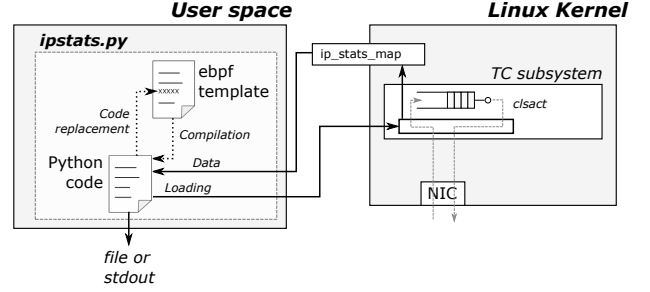 User space
Linux Kernel
ipstats.py
ip_stats_map
ebpf
template
xxxxx
TC subsystem
clsact
Code
replacement
Compilation
Python
code
Data
Loading
NIC
file or
stdout